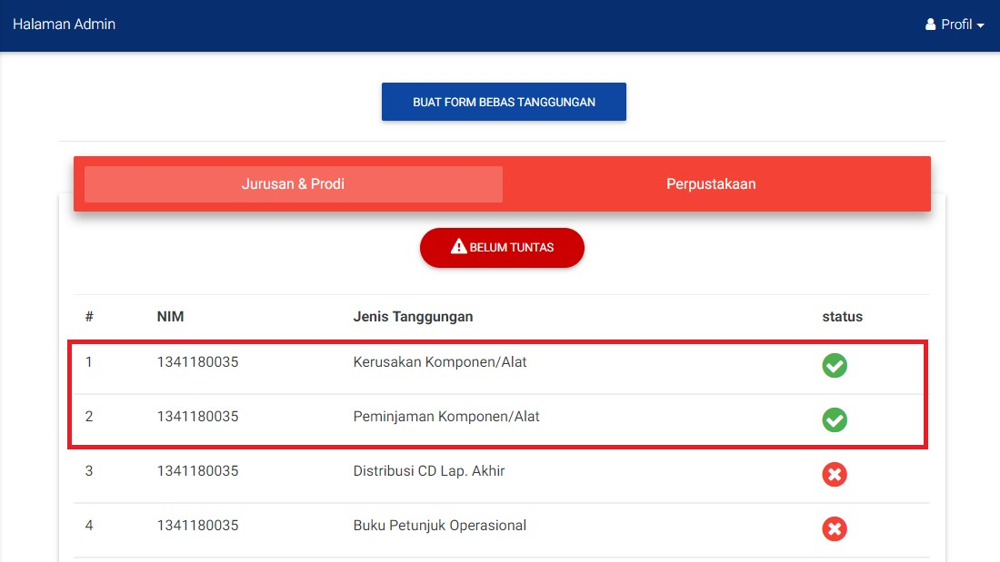 Halaman Admin
Profil
BUAT FORM BEBAS TANGGUNGAN
Jurusan & Prodi
Perpustakaan
BELUM TUNTAS
# NIM Jenis Tanggungan status
1 1341180035 Kerusakan Komponen/Alat
2 1341180035 Peminjaman Komponen/Alat
3 1341180035 Distribusi CD Lap. Akhir
4 1341180035 Buku Petunjuk Operasional